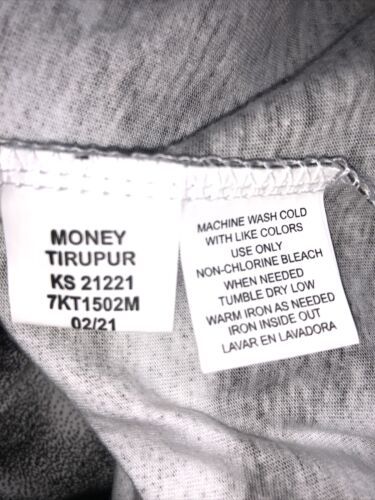 MONEY
TIRUPUR
KS 21221
7KT1502M
02/21
MACHINE WASH COLD
WITH LIKE COLORS
USE ONLY
NON-CHLORINE BLEACH
WHEN NEEDED
TUMBLE DRY LOW
WARM IRON AS NEEDED
IRON INSIDE OUT
LAVAR EN LAVADORA